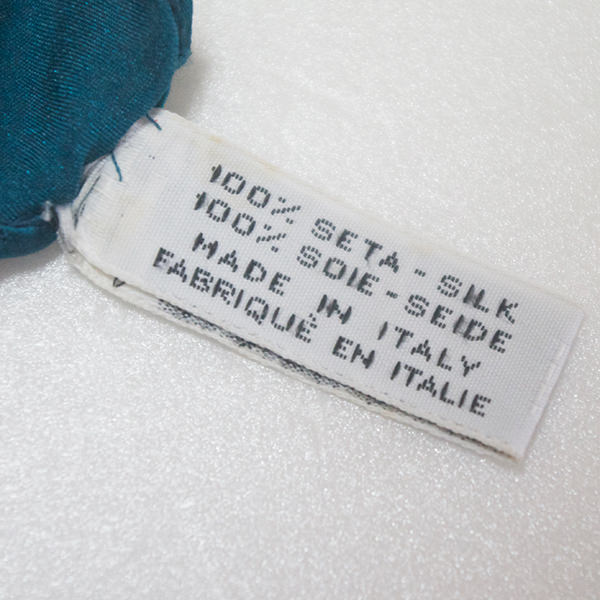 100% SETA - SILK
100% SOIE - SEIDE
MADE IN ITALY
FABRIQUÉ EN ITALIE